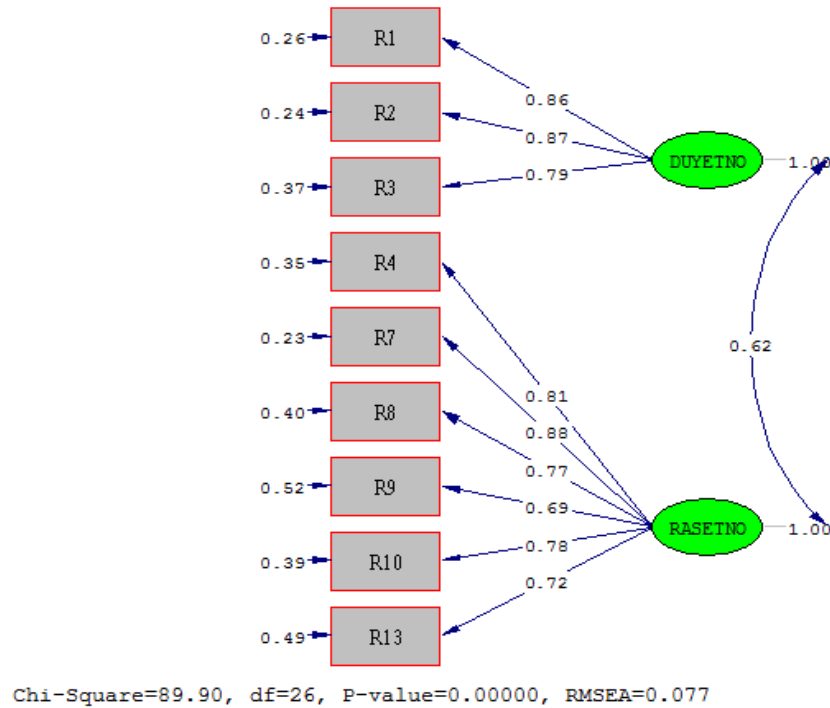 0.26 R1
0.86
0.24 R2
0.87
DUYETNO 1.00
0.37 R3
0.79
0.35 R4
0.23 R7
0.62
0.81
0.40 R8
0.88
0.77
0.52 R9
0.69
RASETNO 1.00
0.78
0.39 R10
0.72
0.49 R13
Chi-Square=89.90, df=26, P-value=0.00000, RMSEA=0.077